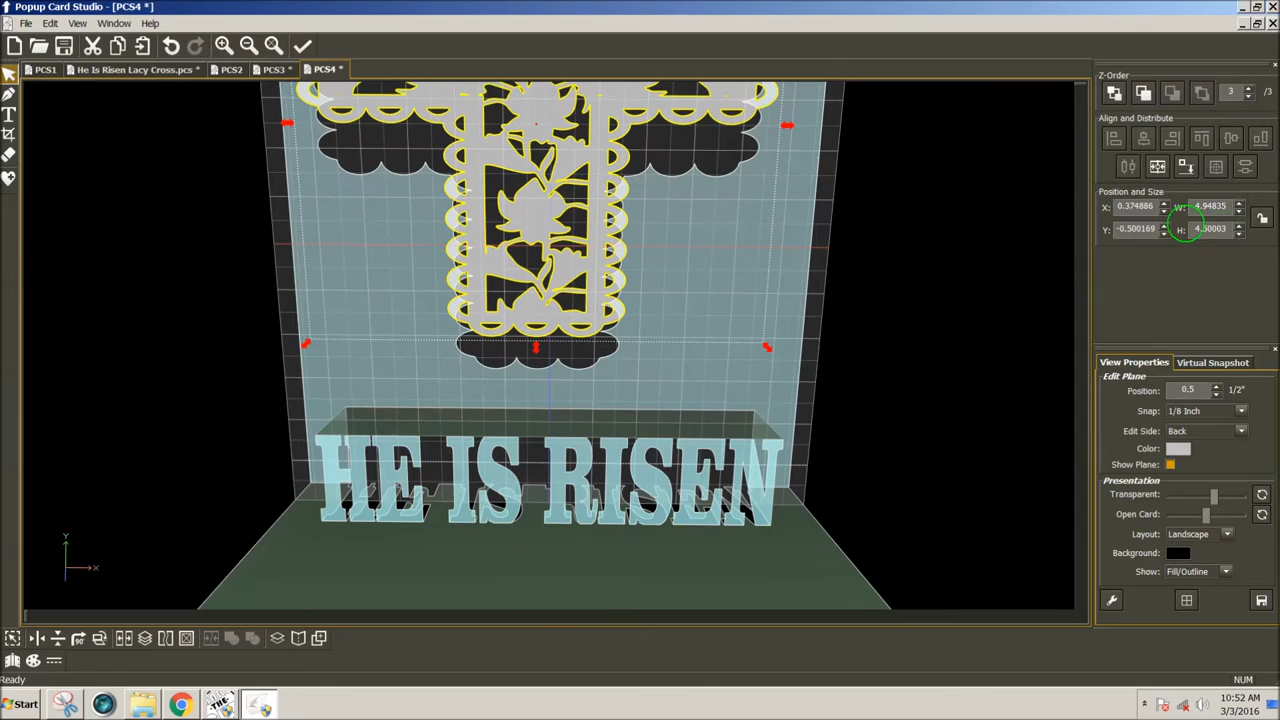 Popup Card Studio - [PCS4 *]
File Edit View Window Help
PCS1 He Is Risen Lacy Cross.pcs * PCS2 PCS3 * PCS4 *
Z-Order
3 /3
Align and Distribute
Position and Size
X: 0.374886 W: 4.94835
Y: -0.500169 H: 4.50003
HE IS RISEN
Y
X
View Properties Virtual Snapshot
Edit Plane
Position: 0.5 1/2"
Snap: 1/8 Inch
Edit Side: Back
Color:
Show Plane:
Presentation
Transparent:
Open Card:
Layout: Landscape
Background:
Show: Fill/Outline
Ready NUM
Start THE 10:52 AM
3/3/2016